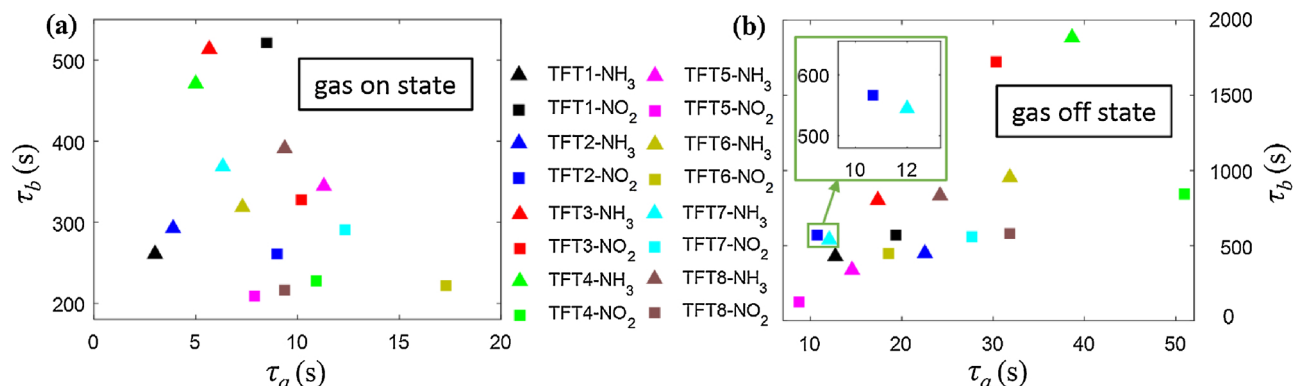 (a)
500
400
300
200
τb (s)
gas on state
0 5 10 15 20
τa (s)
TFT1-NH3
TFT1-NO2
TFT2-NH3
TFT2-NO2
TFT3-NH3
TFT3-NO2
TFT4-NH3
TFT4-NO2
TFT5-NH3
TFT5-NO2
TFT6-NH3
TFT6-NO2
TFT7-NH3
TFT7-NO2
TFT8-NH3
TFT8-NO2
(b)
600
500
10 12
gas off state
2000
1500
1000
500
0
τb (s)
10 20 30 40 50
τa (s)